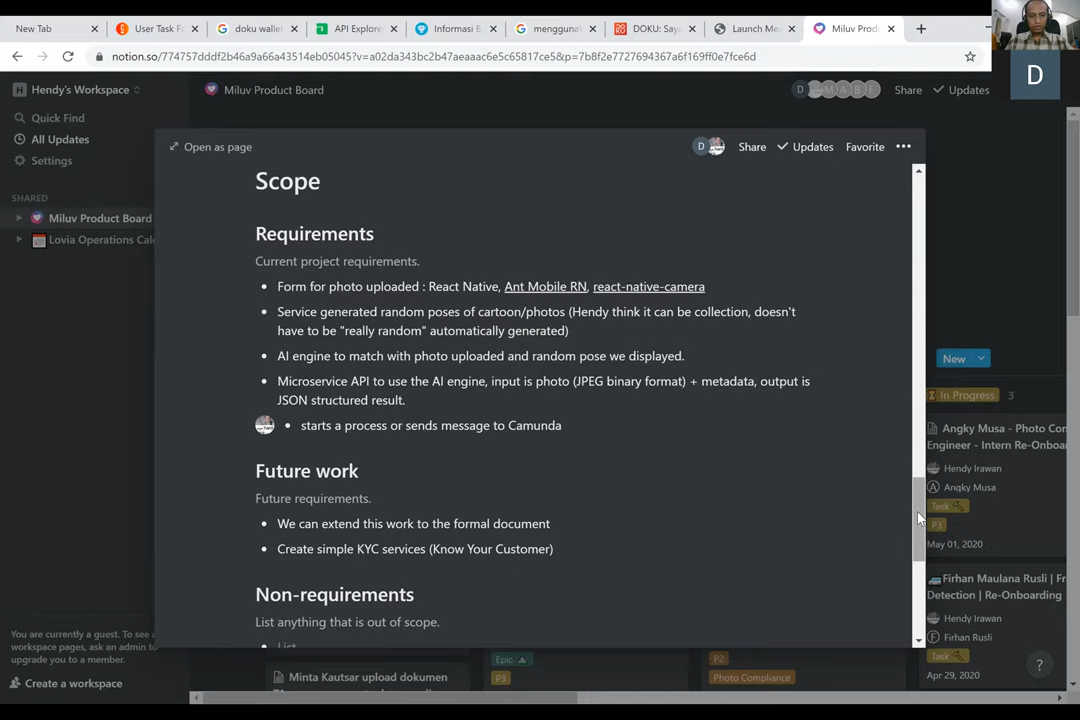 New Tab
User Task F
doku wallet
API Explore
Informasi B
menggunak
DOKU: Saya
Launch Mee
Miluv Produ
notion.so/774757dddf2b46a9a66a43514eb05045?v=a02da343bc2b47aeaaac6e5c65817ce5&p=7b8f2e7727694367a6f169ff0e7fce6d
D
H Hendy's Workspace
Miluv Product Board
D M A B F
Share
Updates
Quick Find
All Updates
Settings
SHARED
Miluv Product Board
Lovia Operations Cal
Open as page
D
Share
Updates
Favorite
Scope
Requirements
Current project requirements.
• Form for photo uploaded : React Native, Ant Mobile RN, react-native-camera
• Service generated random poses of cartoon/photos (Hendy think it can be collection, doesn't
have to be "really random" automatically generated)
• AI engine to match with photo uploaded and random pose we displayed.
• Microservice API to use the AI engine, input is photo (JPEG binary format) + metadata, output is
JSON structured result.
• starts a process or sends message to Camunda
Future work
Future requirements.
• We can extend this work to the formal document
• Create simple KYC services (Know Your Customer)
Non-requirements
List anything that is out of scope.
• List
New
In Progress 3
Angky Musa - Photo Com
Engineer - Intern Re-Onboa
Hendy Irawan
A Angky Musa
Task
P3
May 01, 2020
Firhan Maulana Rusli | Fr
Detection | Re-Onboarding
Hendy Irawan
F Firhan Rusli
Task
Apr 29, 2020
You are currently a guest. To see
workspace pages, ask an admin to
upgrade you to a member.
Create a workspace
Minta Kautsar upload dokumen
Epic
P3
P2
Photo Compliance
?